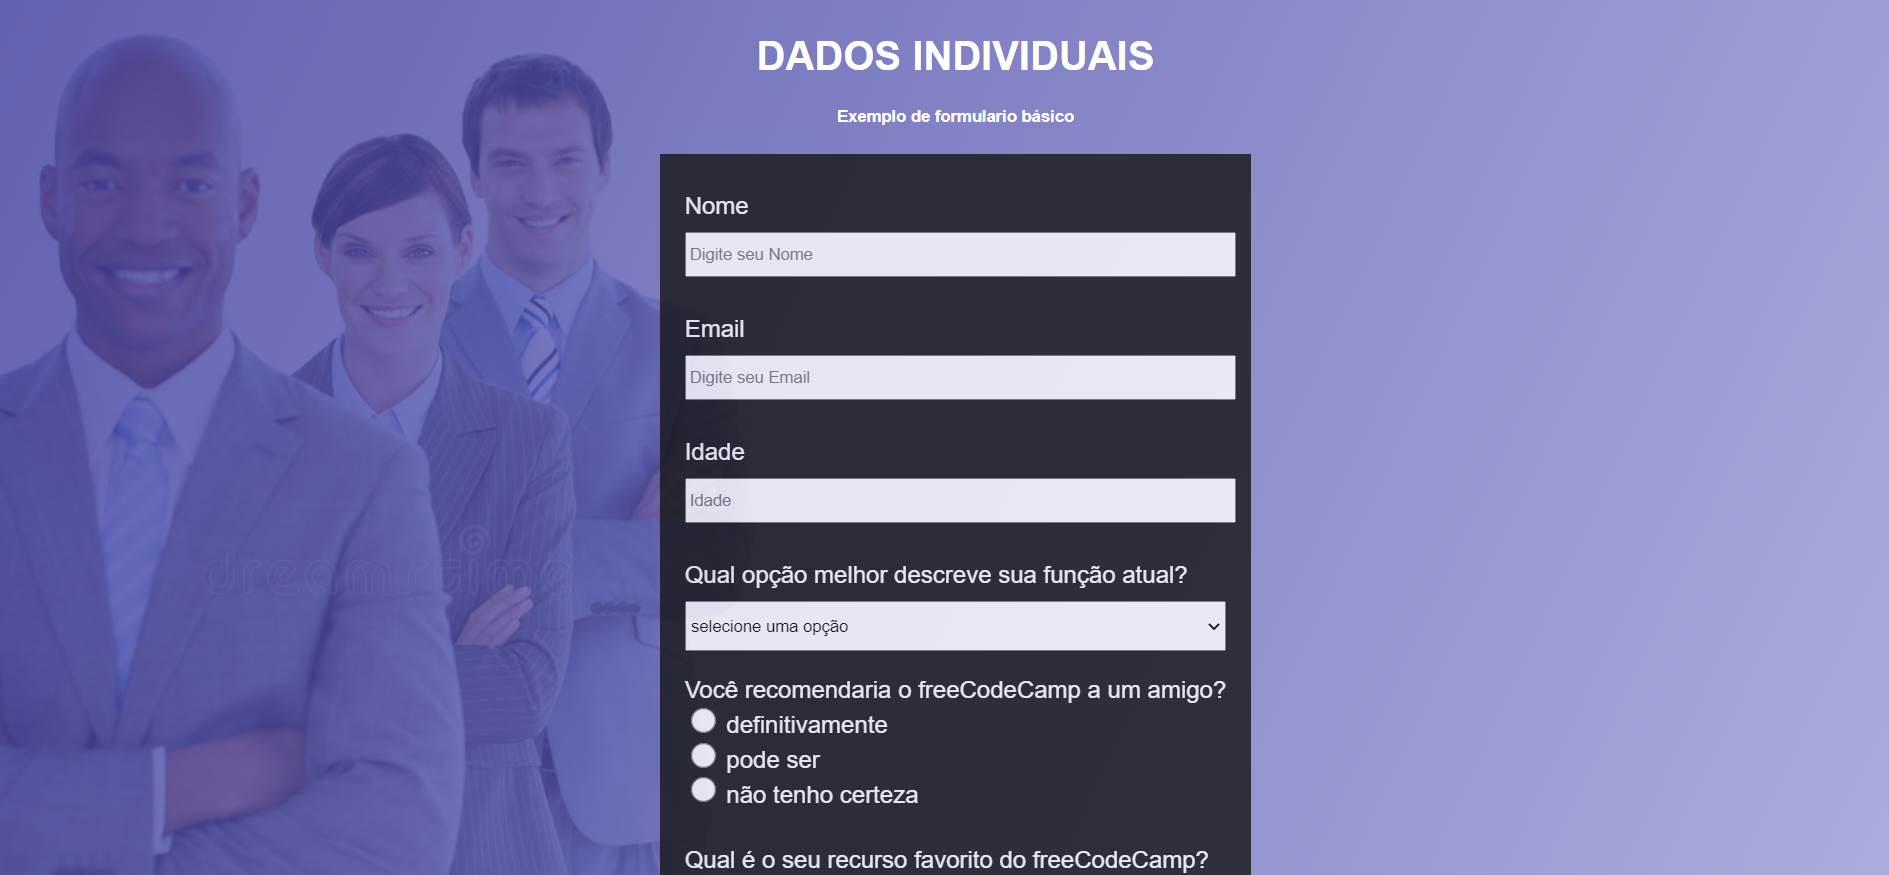 DADOS INDIVIDUAIS
Exemplo de formulario básico
Nome
Digite seu Nome
Email
Digite seu Email
Idade
Idade
dreamstime
Qual opção melhor descreve sua função atual?
selecione uma opção
Você recomendaria o freeCodeCamp a um amigo?
definitivamente
pode ser
não tenho certeza
Qual é o seu recurso favorito do freeCodeCamp?